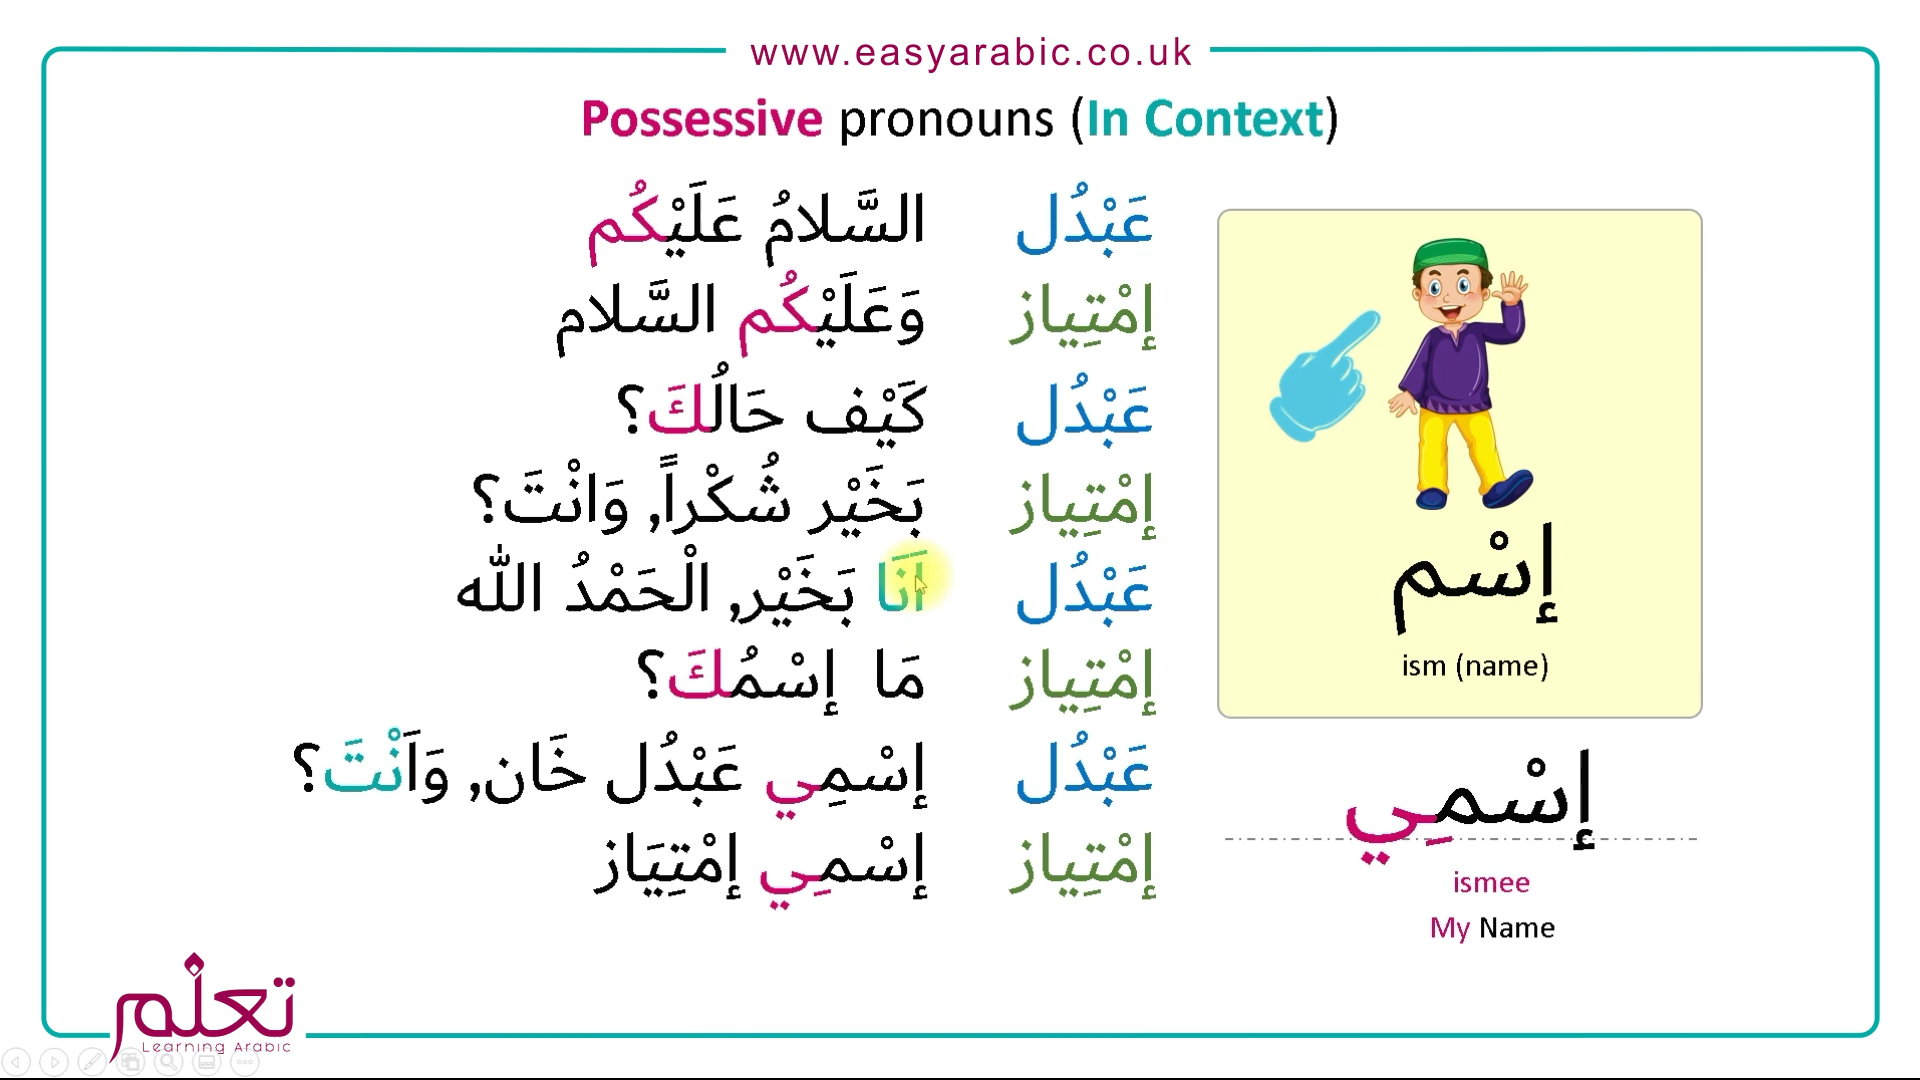 www.easyarabic.co.uk
Possessive pronouns (In Context)
عَبْدُل السَّلامُ عَلَيْكُم
إمْتِياز وَعَلَيْكُم السَّلام
عَبْدُل كَيْف حَالُكَ؟
إمْتِياز بَخَيْر شُكْراً, وَانْتَ؟
عَبْدُل اَنَا بَخَيْر, الْحَمْدُ الله
إمْتِياز مَا إسْمُكَ؟
عَبْدُل إسْمِي عَبْدُل خَان, وَاَنْتَ؟
إمْتِياز إسْمِي إمْتِيَاز
إسْم
ism (name)
إسْمِي
ismee
My Name
تعلم
Learning Arabic